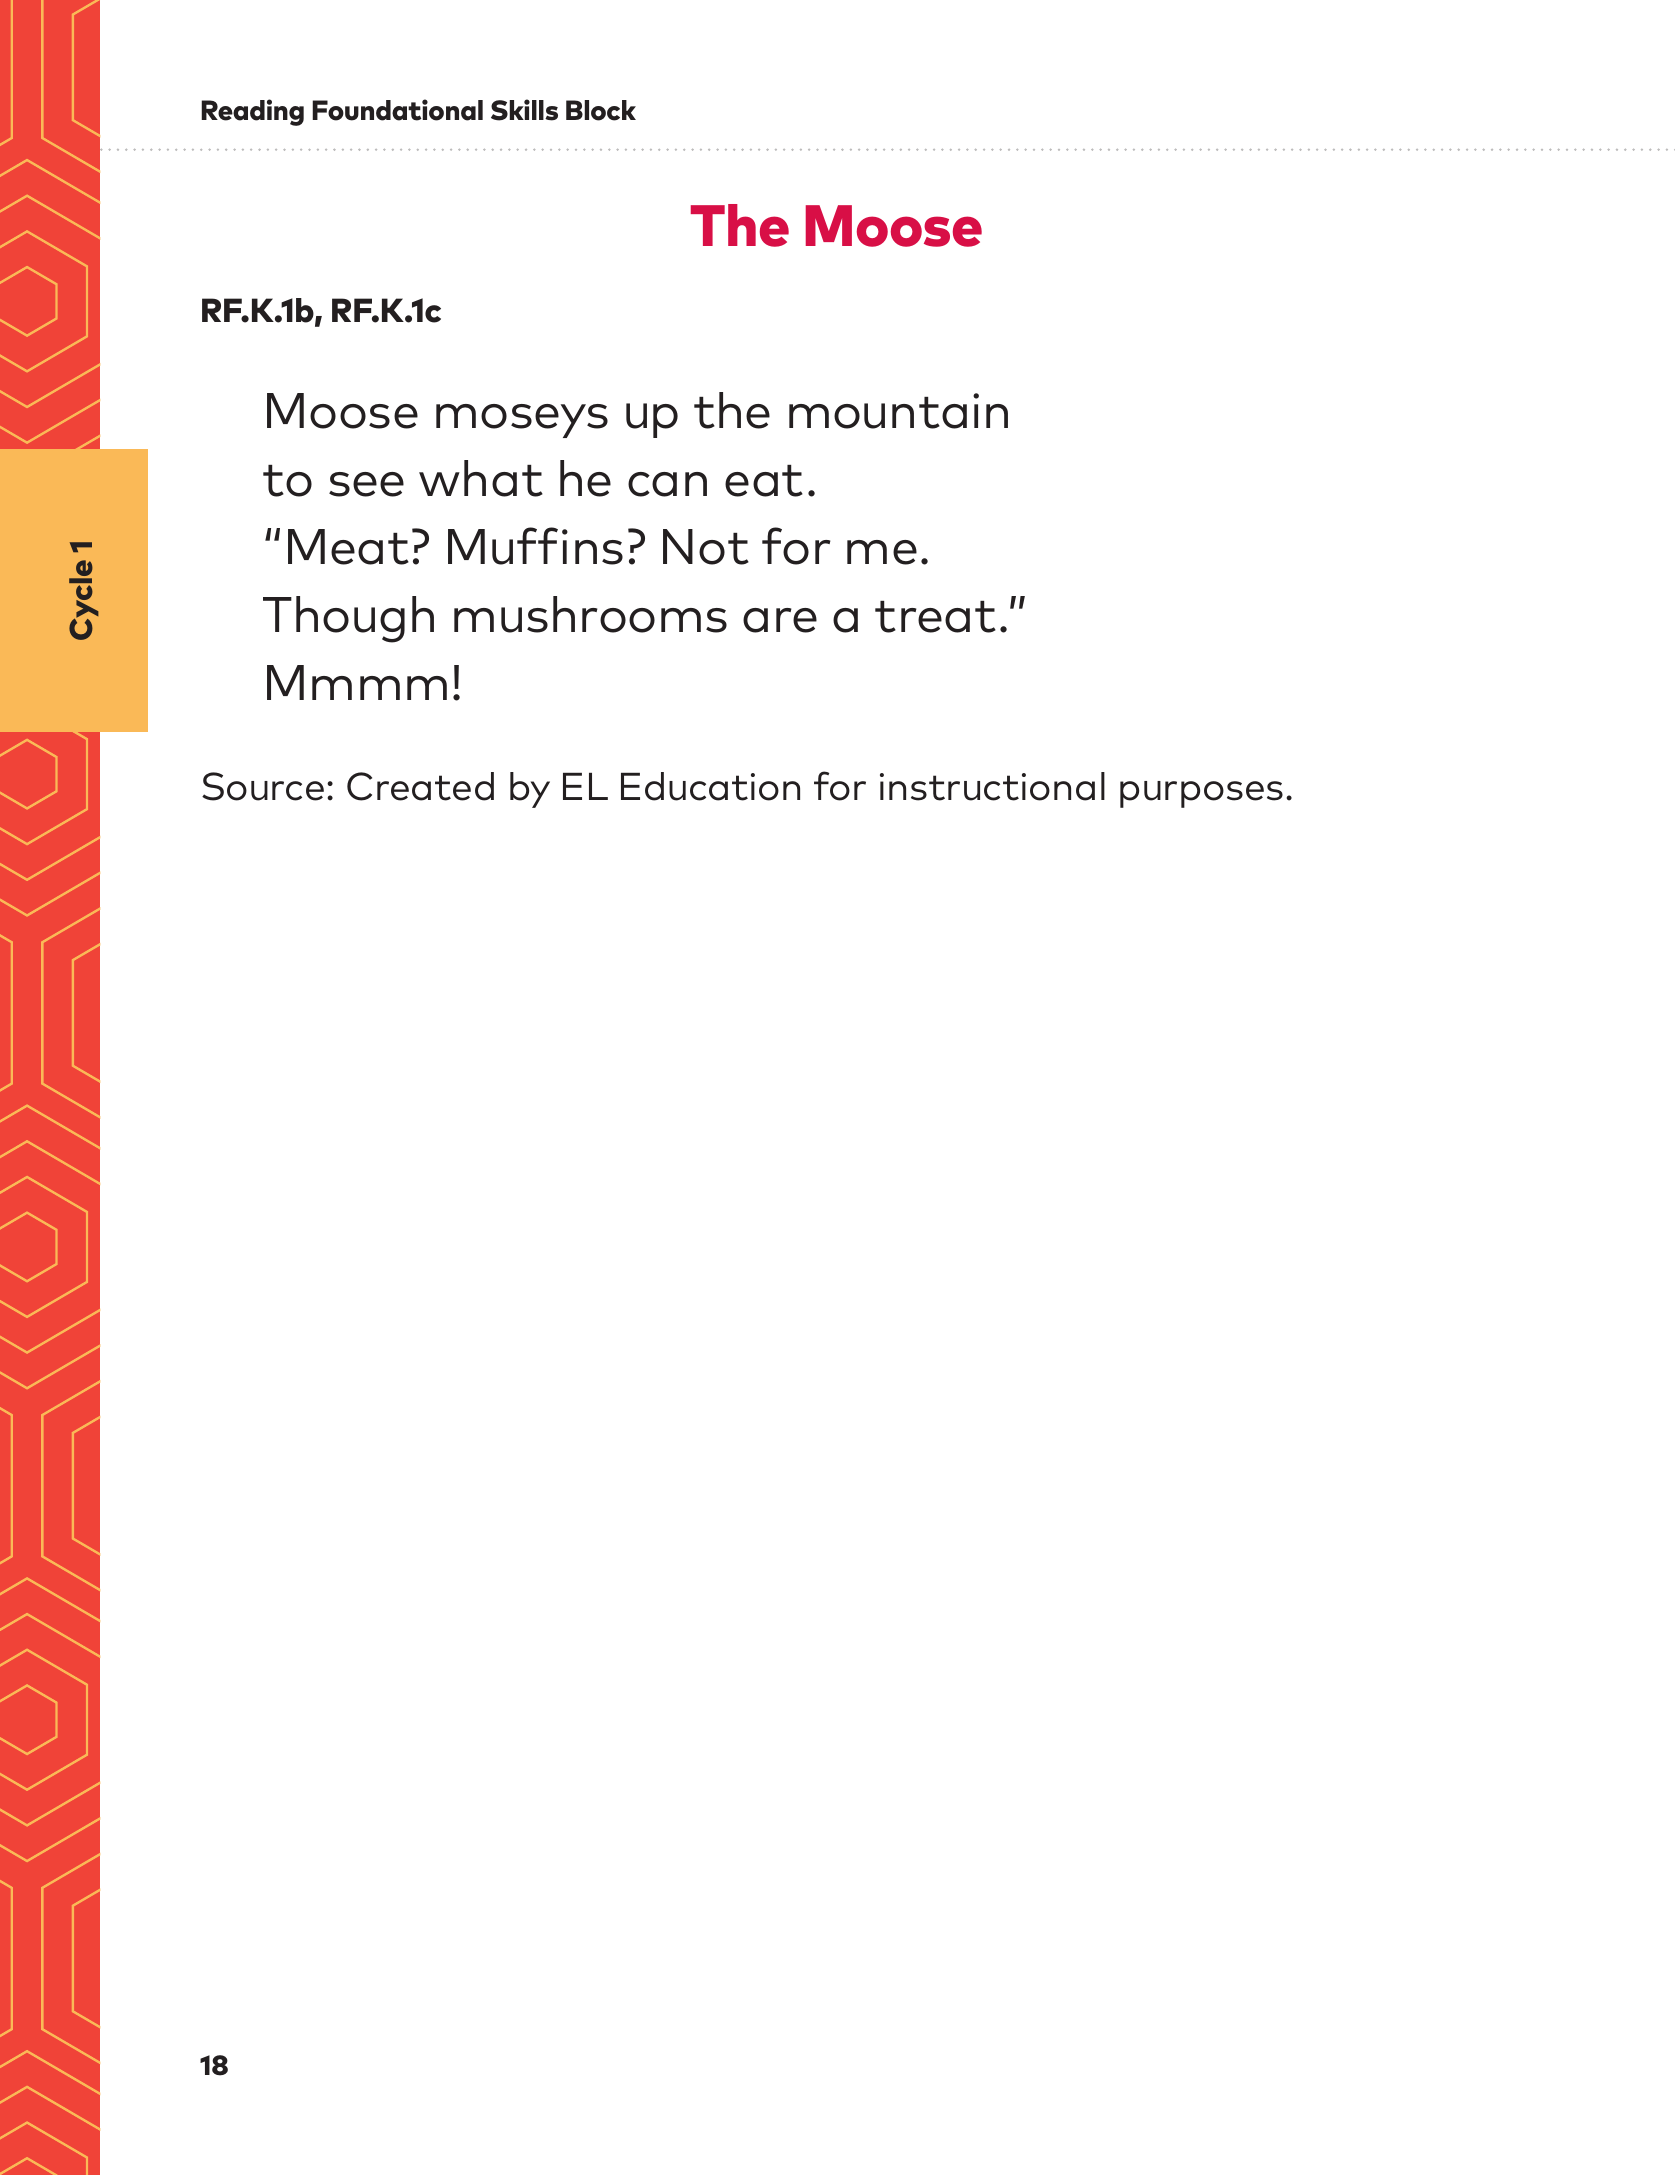 Reading Foundational Skills Block
The Moose
RF.K.1b, RF.K.1c
Moose moseys up the mountain
to see what he can eat.
“Meat? Muffins? Not for me.
Though mushrooms are a treat.”
Mmmm!
Cycle 1
Source: Created by EL Education for instructional purposes.
18